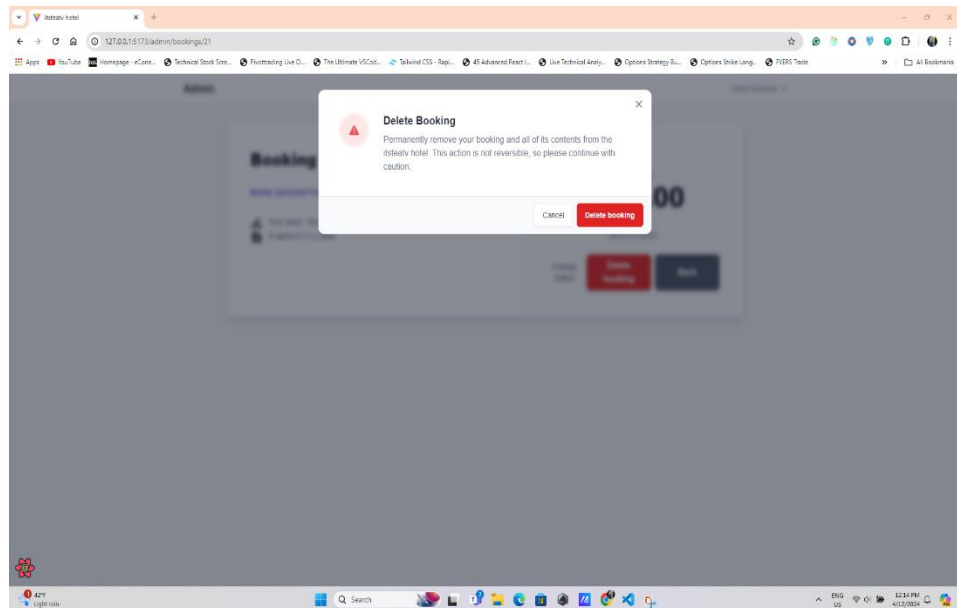 itsteatv hotel
127.0.0.1:5173/admin/bookings/21
Apps
YouTube
Homepage - eCone...
Technical Stock Scre...
Pivottrading Live O...
The Ultimate VSCod...
Tailwind CSS - Rapi...
45 Advanced React I...
Live Technical Analy...
Options Strategy Bu...
Options Strike Long...
FYERS Trade
All Bookmarks
Admin
Delete Booking
Permanently remove your booking and all of its contents from the
itsteatv hotel. This action is not reversible, so please continue with
caution.
Cancel
Delete booking
Booking
00
Delete
booking
Back
42°F
Light rain
Search
ENG
US
12:14 PM
4/12/2024